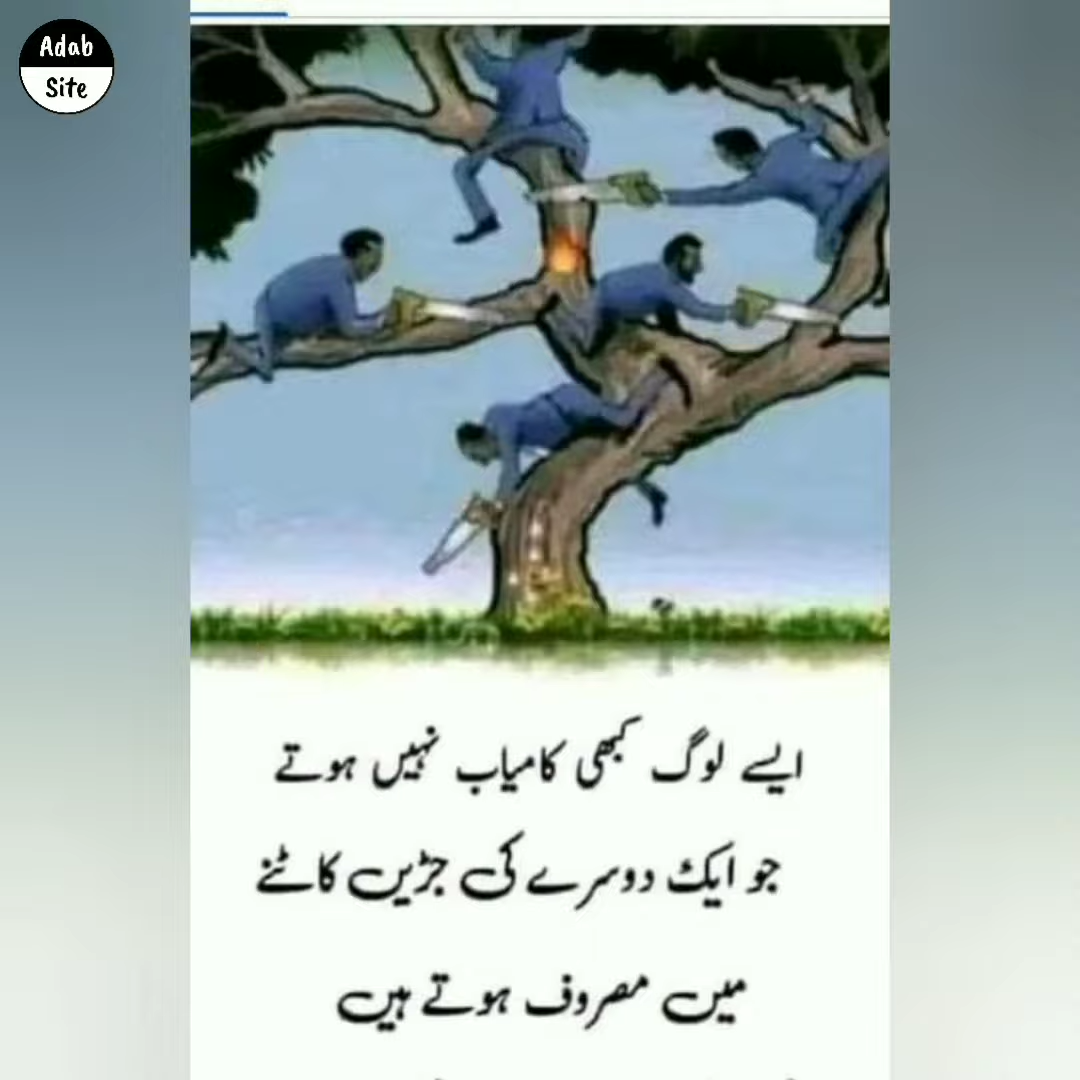 Adab
Site
ایسے لوگ کبھی کامیاب نہیں ہوتے
جو ایک دوسرے کی جڑیں کاٹنے
میں مصروف ہوتے ہیں